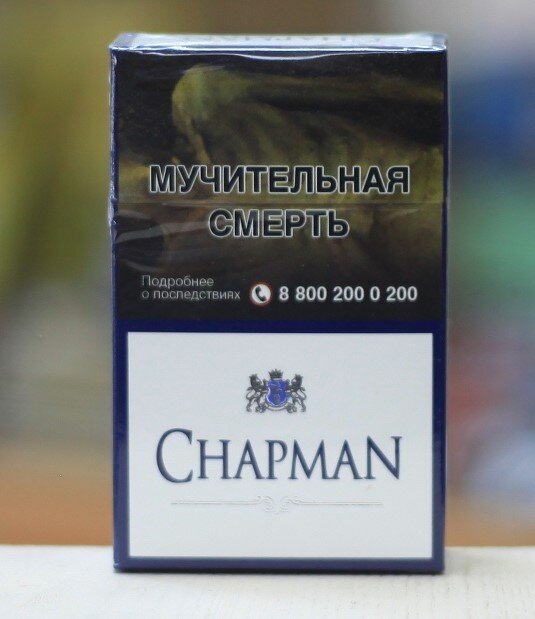 МУЧИТЕЛЬНАЯ
СМЕРТЬ
Подробнее
о последствиях 8 800 200 0 200
CHAPMAN